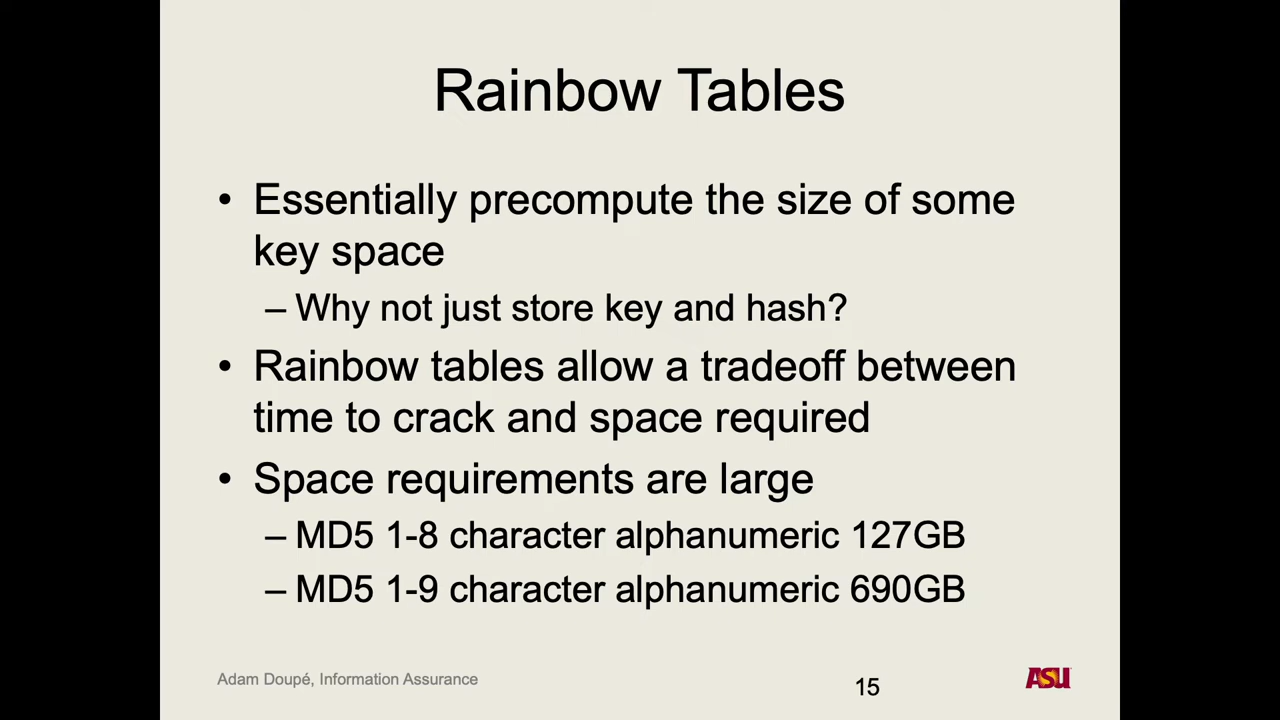 Rainbow Tables
• Essentially precompute the size of some
key space
– Why not just store key and hash?
• Rainbow tables allow a tradeoff between
time to crack and space required
• Space requirements are large
– MD5 1-8 character alphanumeric 127GB
– MD5 1-9 character alphanumeric 690GB
Adam Doupé, Information Assurance
15
ASU